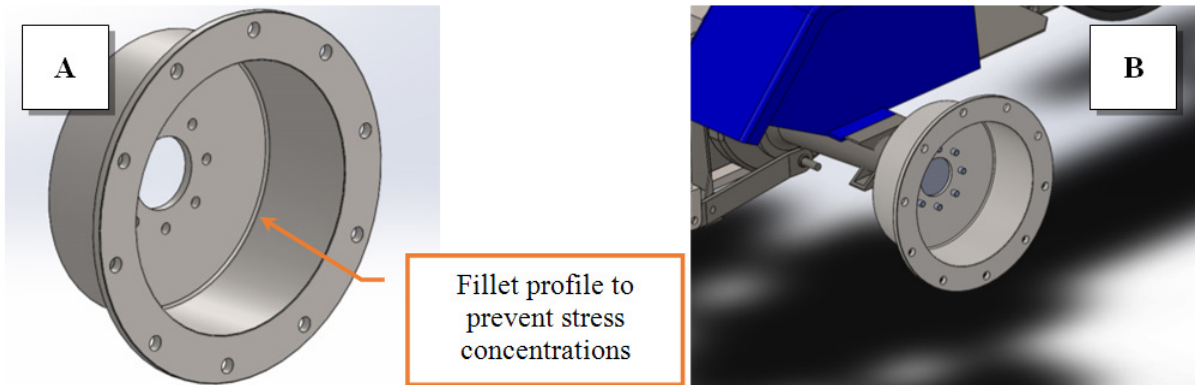 A
B
Fillet profile to
prevent stress
concentrations